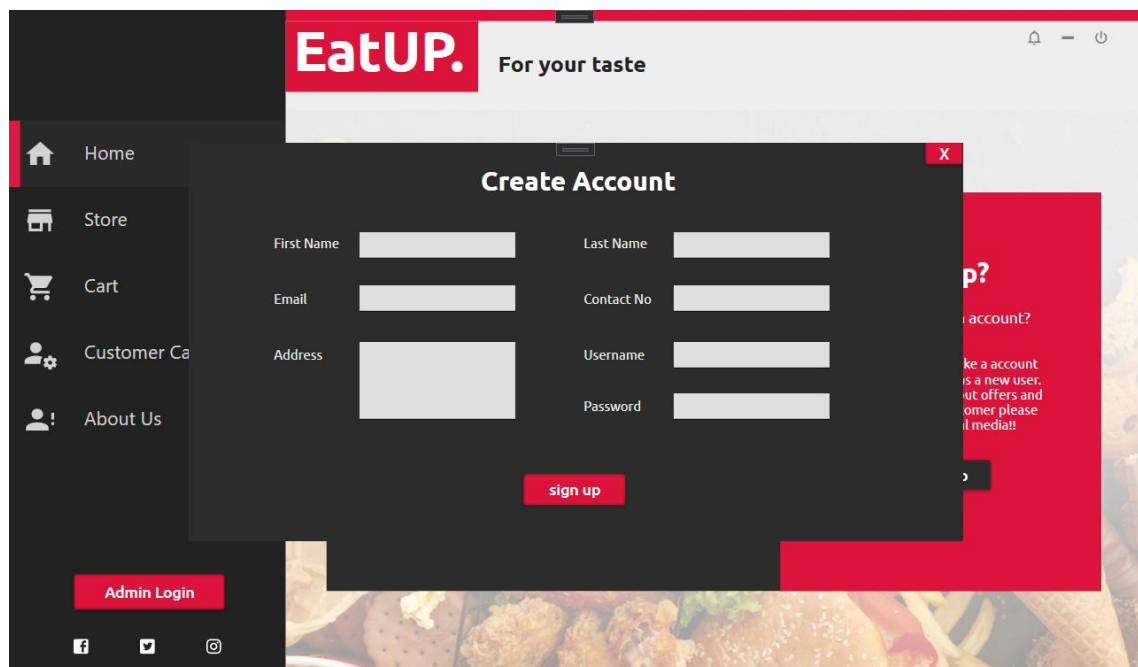 EatUP.
For your taste
Home
Store
Cart
Customer Ca
About Us
Admin Login
X
Create Account
First Name
Last Name
Email
Contact No
Address
Username
Password
sign up
p?
account?
ke a account
s a new user.
ut offers and
omer please
l media!!